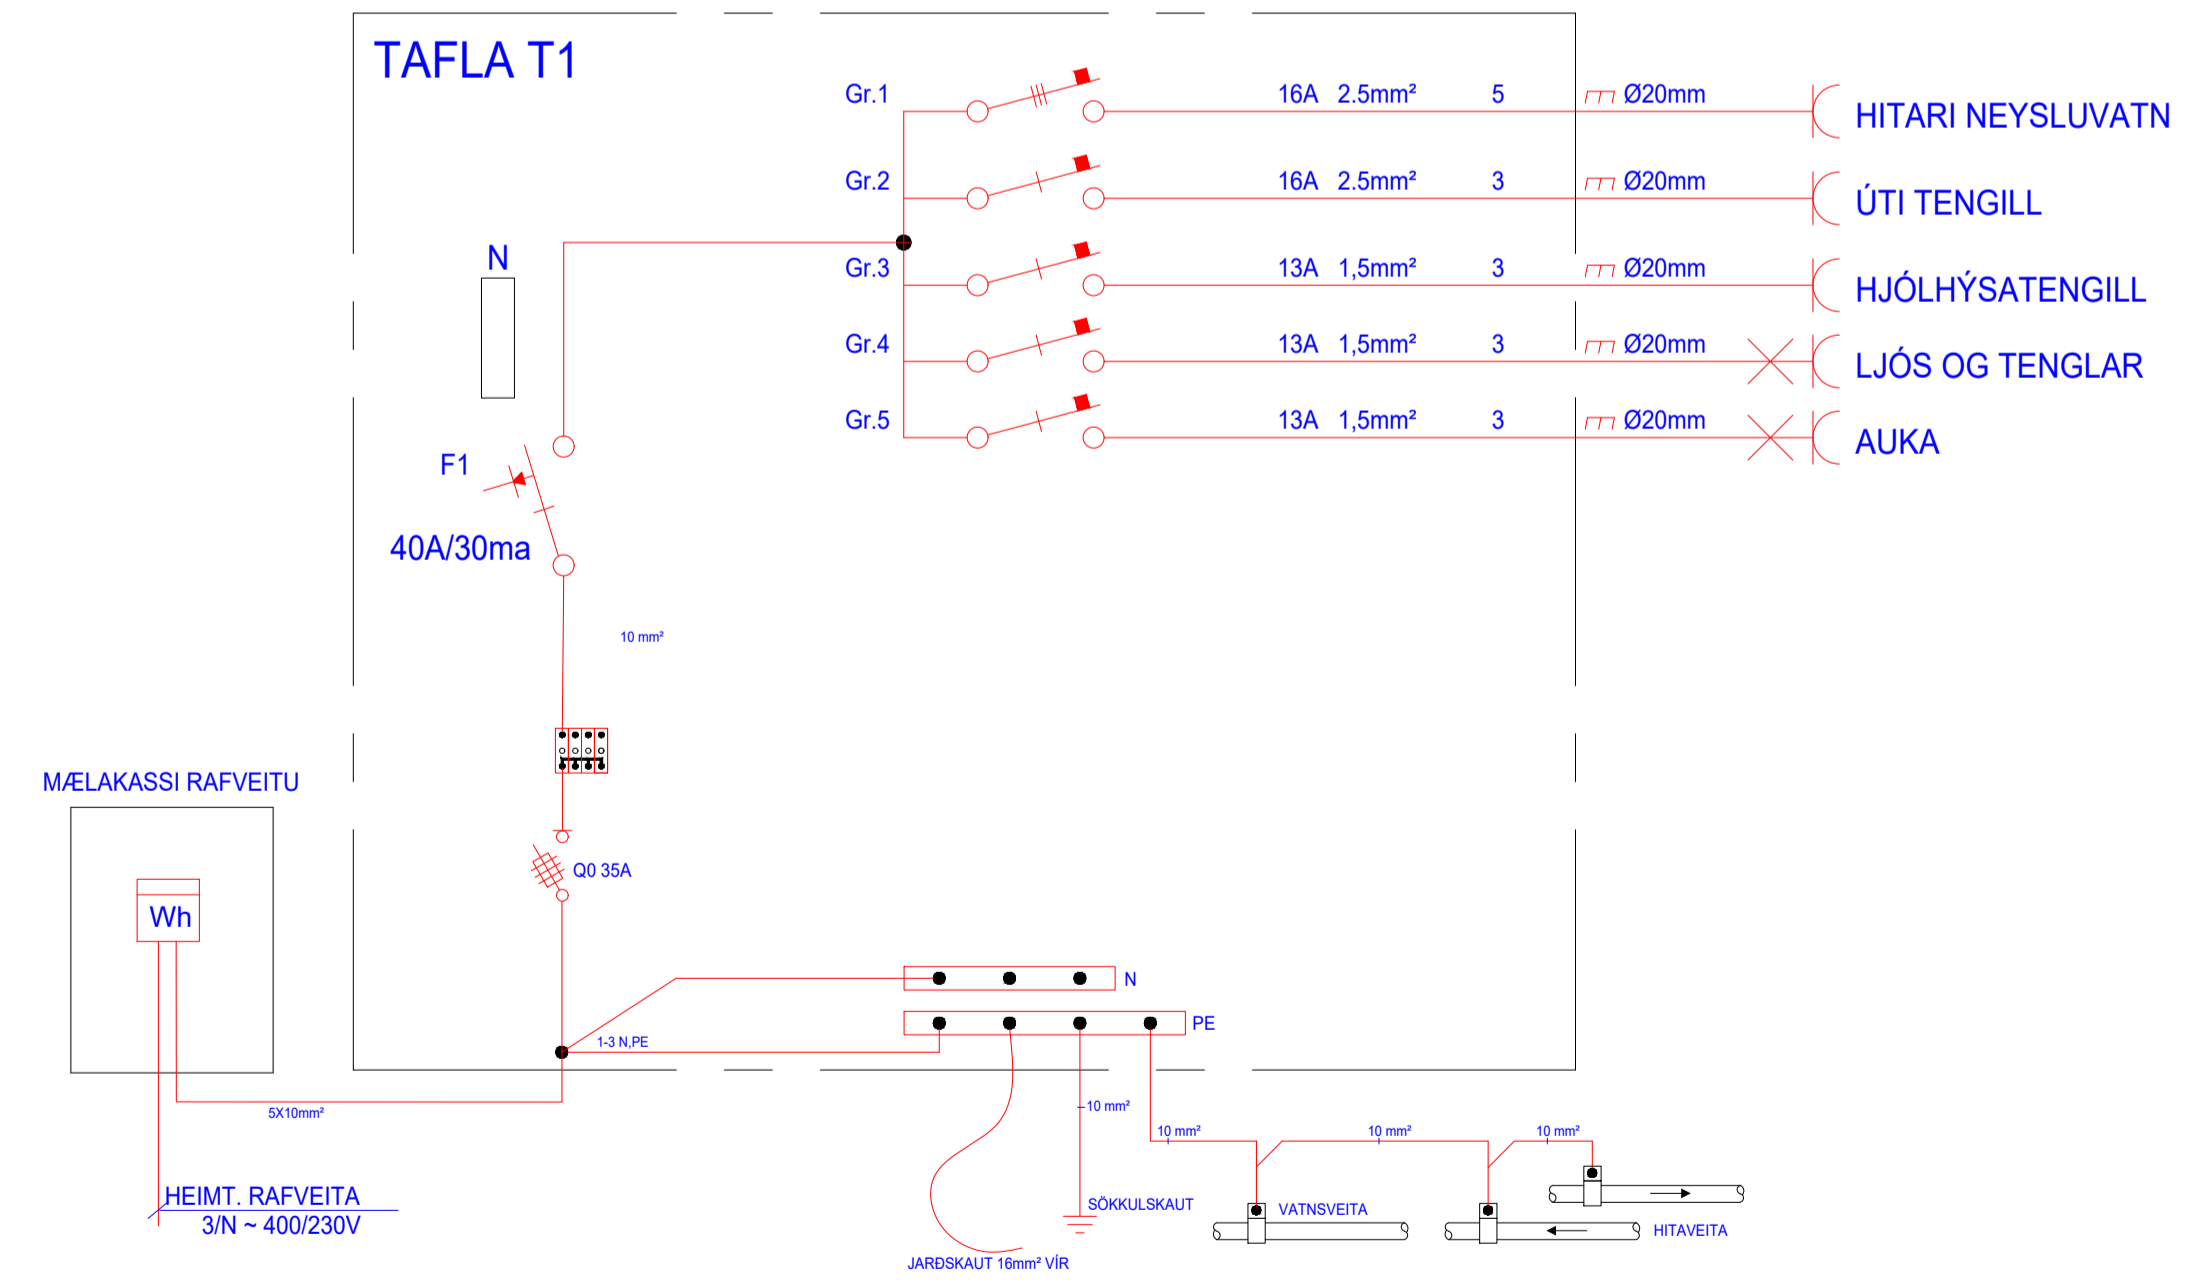 TAFLA T1
Gr.1 16A 2.5mm² 5 Ø20mm HITARI NEYSLUVATN
Gr.2 16A 2.5mm² 3 Ø20mm ÚTI TENGILL
Gr.3 13A 1,5mm² 3 Ø20mm HJÓLHÝSATENGILL
Gr.4 13A 1,5mm² 3 Ø20mm LJÓS OG TENGLAR
Gr.5 13A 1,5mm² 3 Ø20mm AUKA
N
F1
40A/30ma
10 mm²
MÆLAKASSI RAFVEITU
Wh
Q0 35A
N
PE
1-3 N,PE
5X10mm²
10 mm²
10 mm²
10 mm²
10 mm²
HEIMT. RAFVEITA
3/N ~ 400/230V
SÖKKULSKAUT
VATNSVEITA
HITAVEITA
JARÐSKAUT 16mm² VÍR